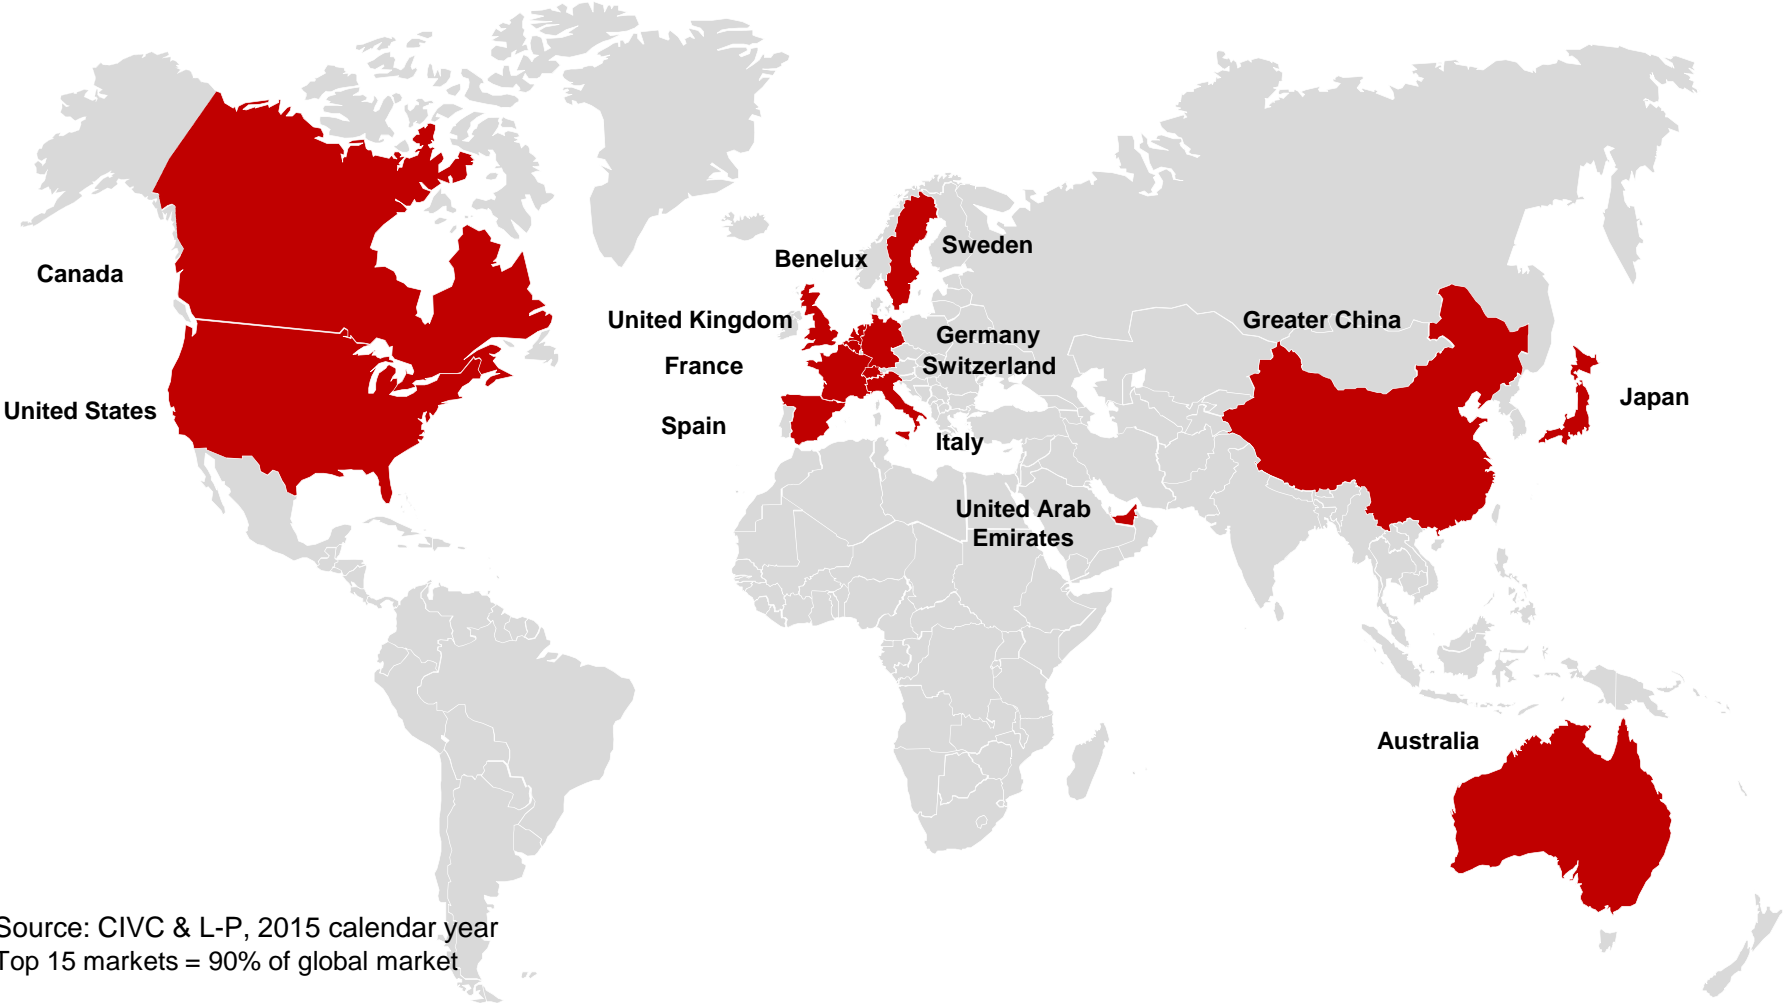 Canada
United States
Benelux
Sweden
United Kingdom
Germany
France
Switzerland
Spain
Italy
United Arab
Emirates
Greater China
Japan
Australia
Source: CIVC & L-P, 2015 calendar year
Top 15 markets = 90% of global market